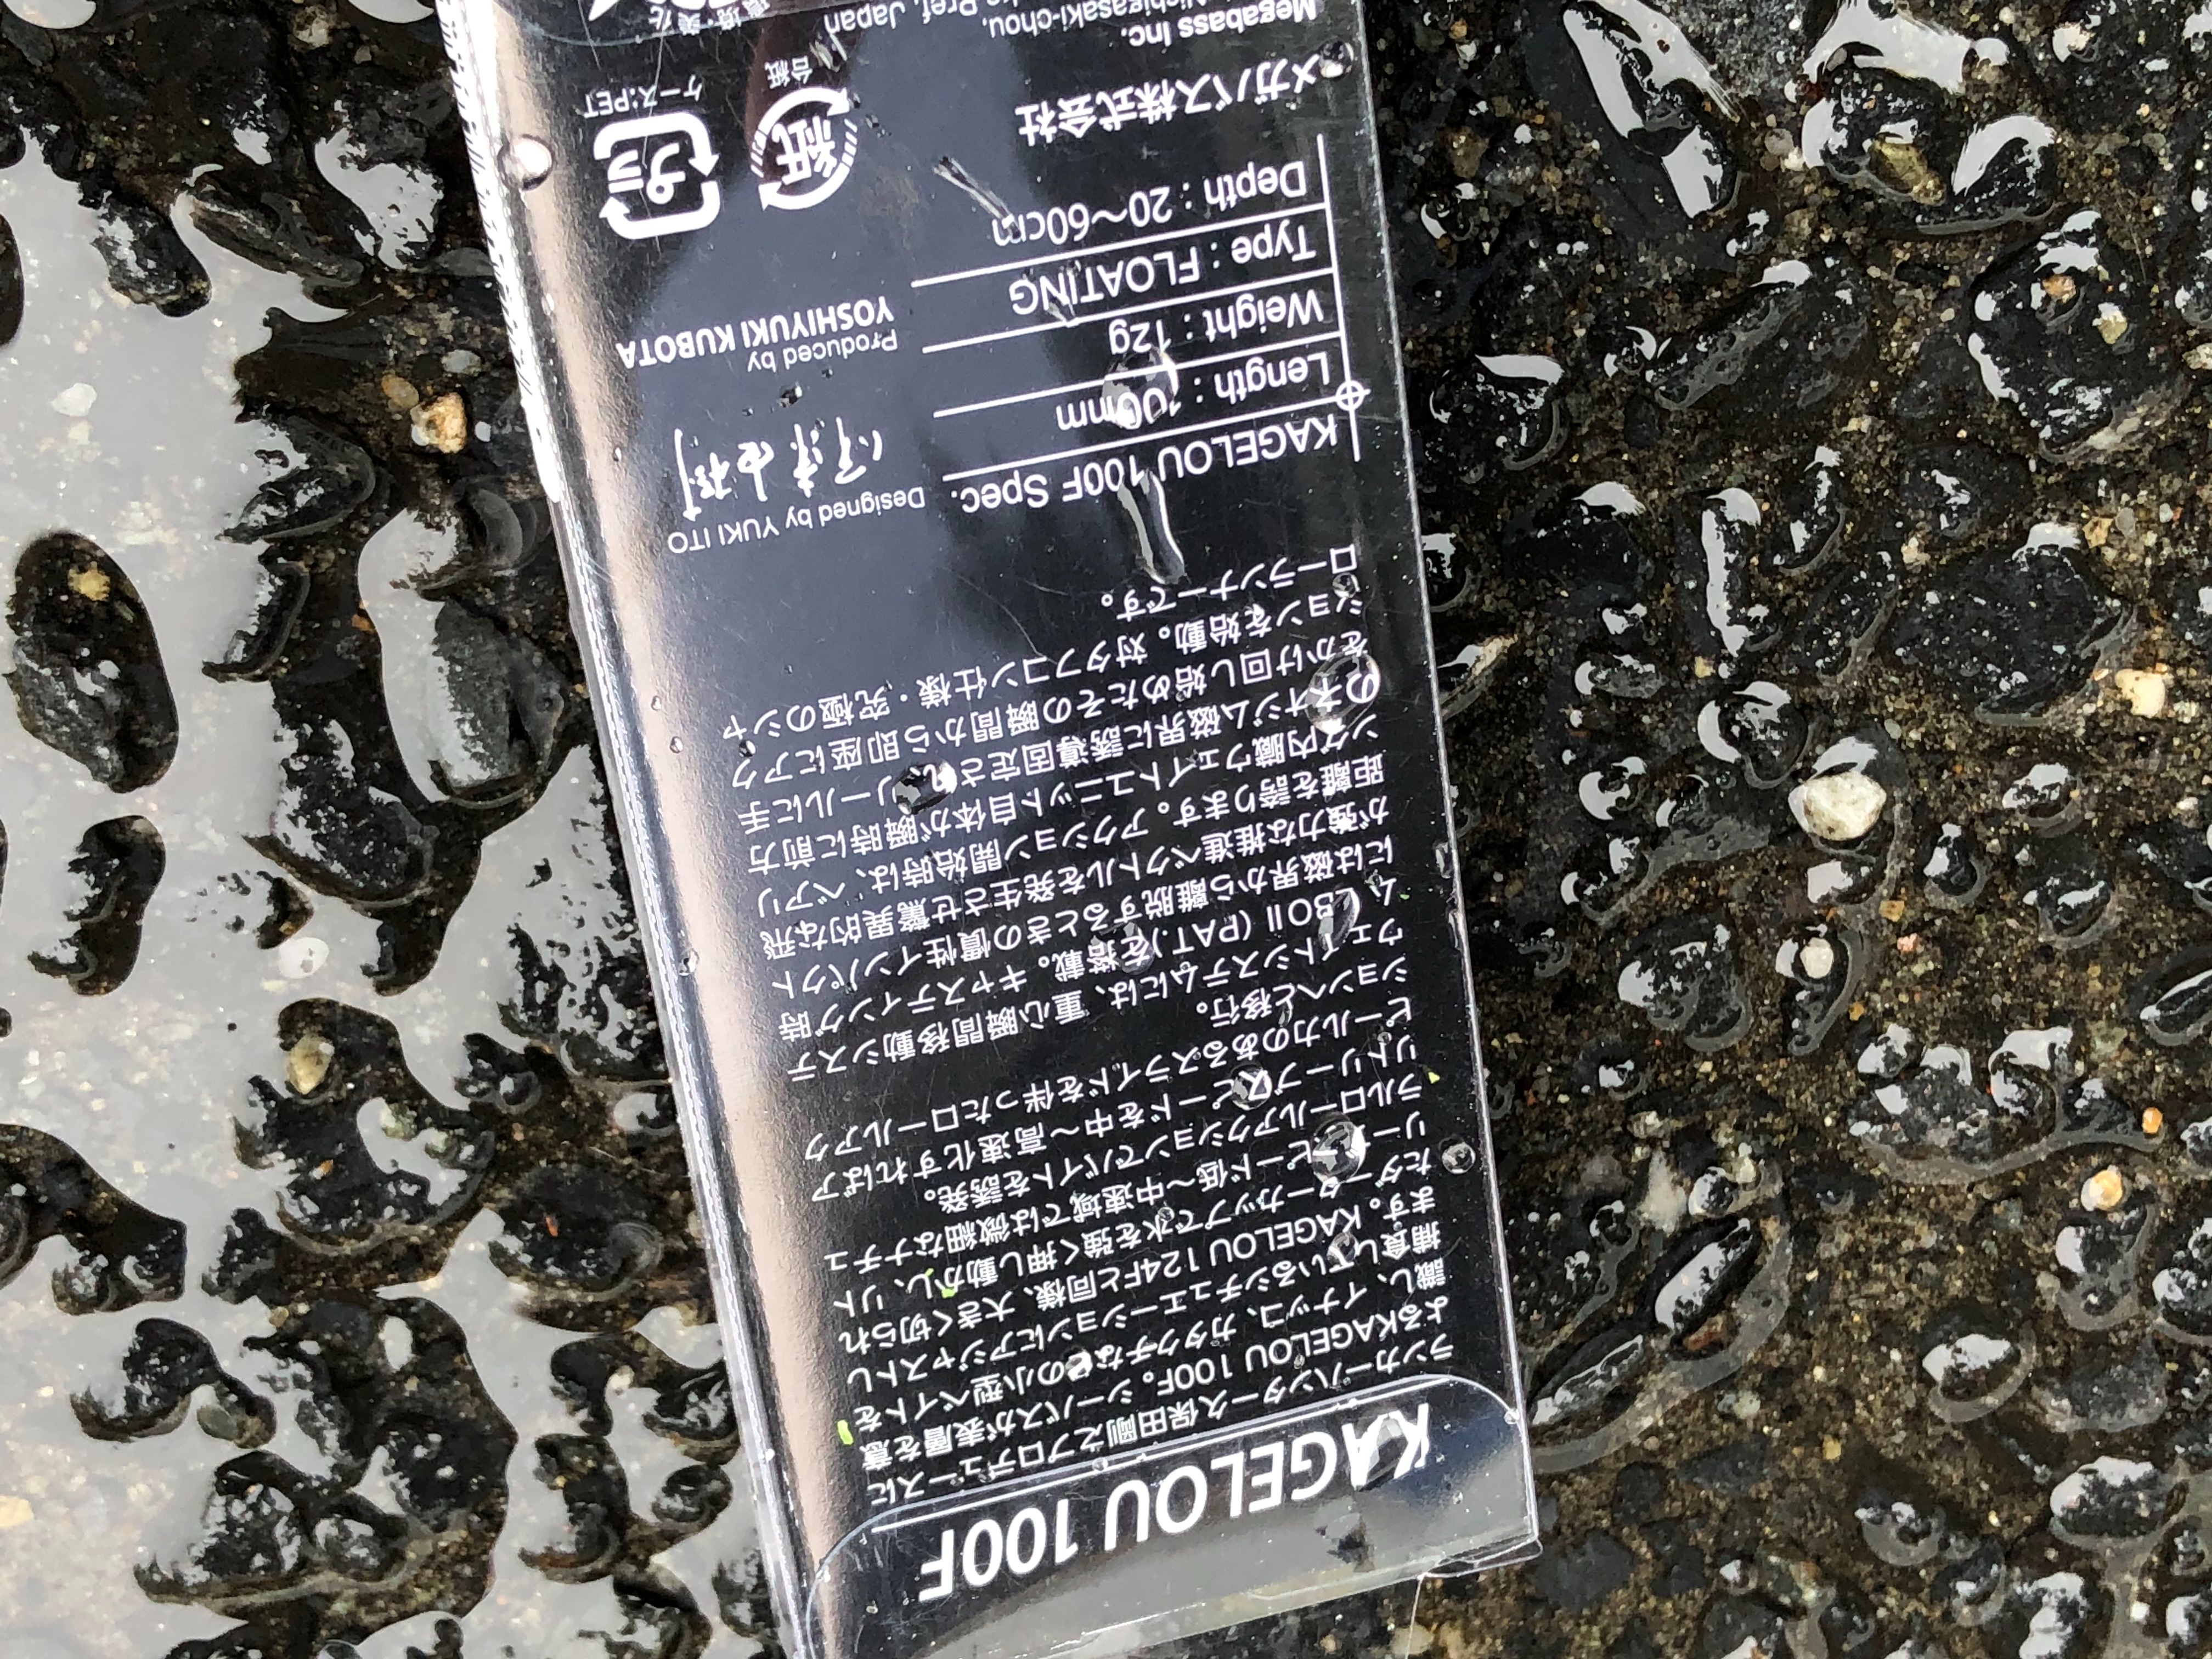 KAGELOU 100F
ランカーハンター久保田剛之プロデュースに
よるKAGELOU 100F。シーバスが表層を意
識し、イナッコ、カタクチなどの小型ベイトを
捕食しているシチュエーションにアジャストし
ます。KAGELOU 124Fと同様、大きく切られ
たダーターカップで水を強く押し動かし、リト
リースピード低〜中速域では微細なナチュ
ラルロールアクションでバイトを誘発。
リトリーブスピードを中〜高速化すればア
ピール力のあるスライドを伴ったロールアク
ションへと移行。
ウェイトシステムには、重心瞬間移動システ
ム LBOⅡ (PAT.)を搭載。キャスティング時
には磁界から離脱するときの慣性インパクト
が強力な推進ベクトルを発生させ驚異的な飛
距離を誇ります。アクション開始時は、ベアリ
ング内臓ウェイトユニット自体が瞬時に前方
のネオジム磁界に誘導固定され、リールに手
をかけ回し始めたその瞬間から即座にアク
ションを始動。対タフコン仕様・究極のシャ
ローランナーです。
KAGELOU 100F Spec.
Length : 100mm
Weight : 12g
Type : FLOATING
Depth : 20〜60cm
Designed by YUKI ITO
Produced by
YOSHIYUKI KUBOTA
メガバス株式会社
Megabass Inc.
Nishigasaki-chou,
Pref. Japan
紙
台紙
プラ
ケース:PET
環境・美化